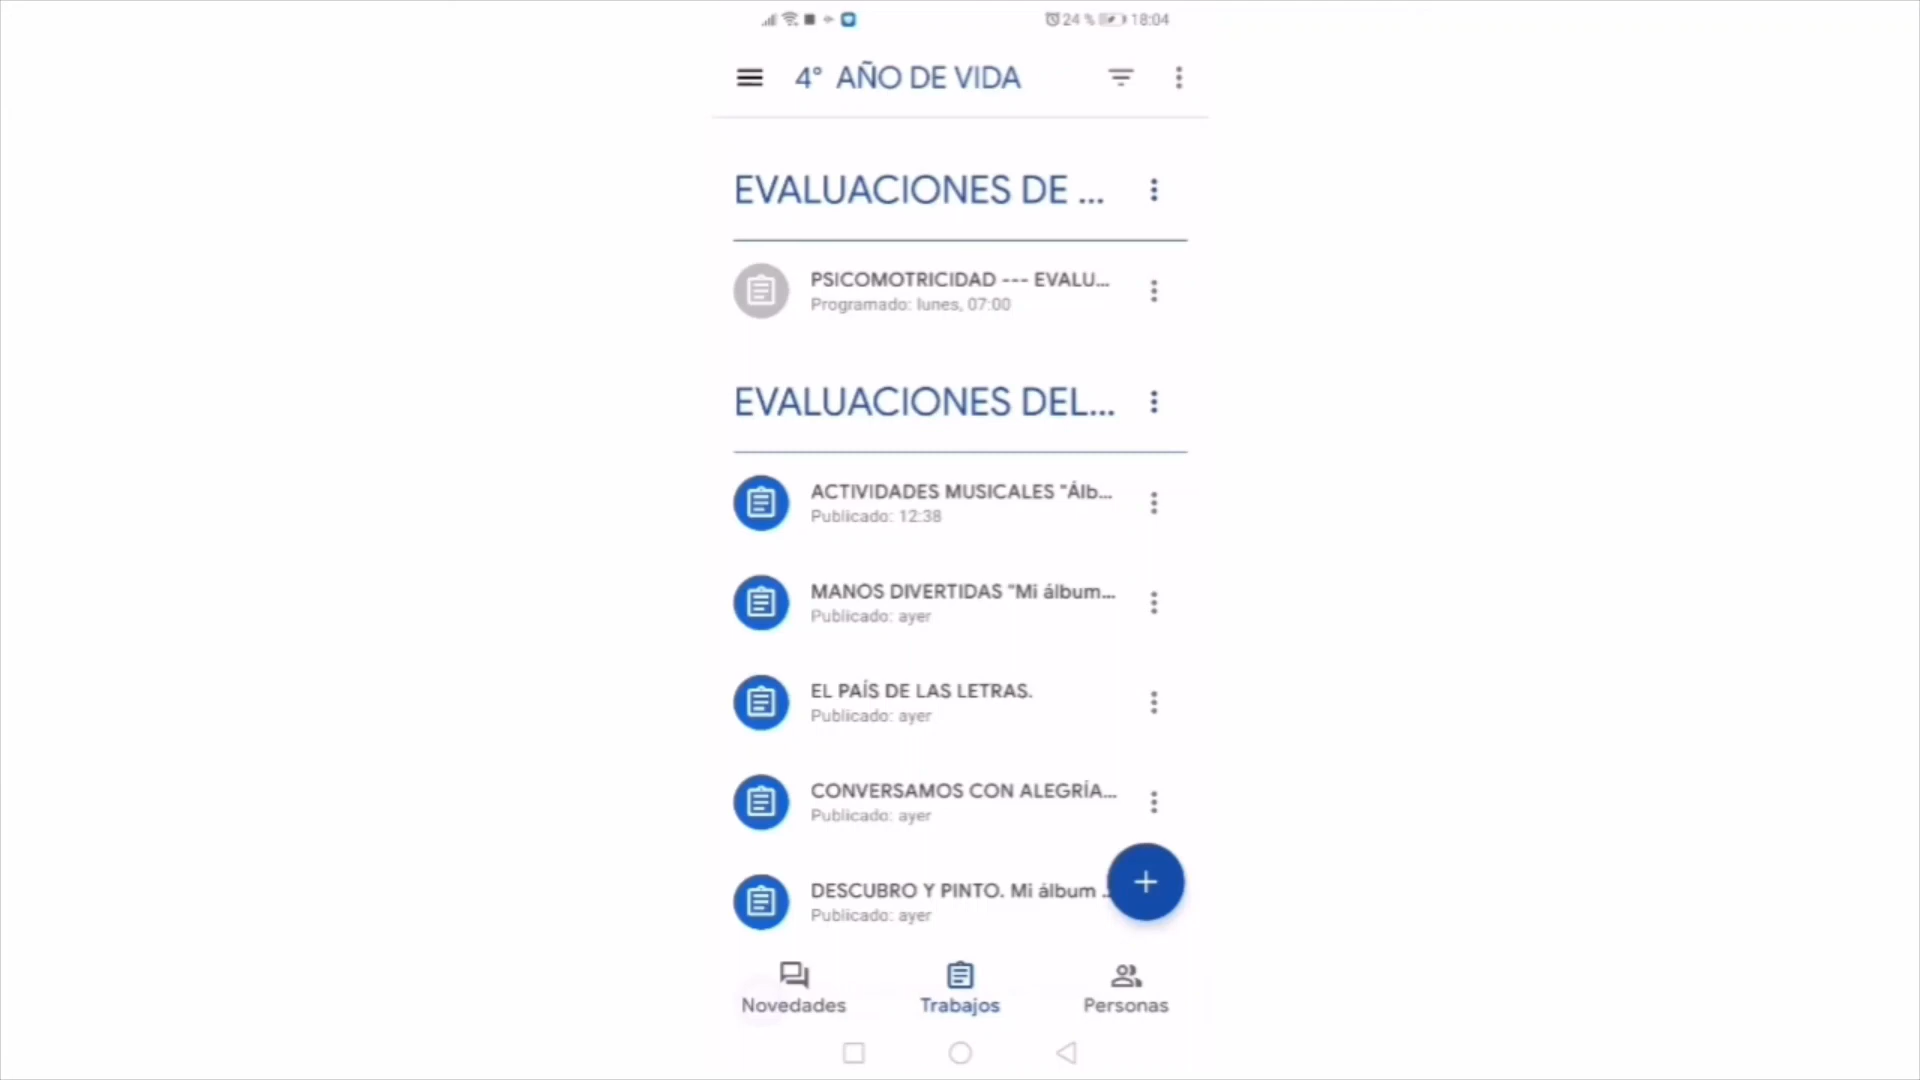 24 % 18:04
4° AÑO DE VIDA
EVALUACIONES DE ...
PSICOMOTRICIDAD --- EVALU...
Programado: lunes, 07:00
EVALUACIONES DEL...
ACTIVIDADES MUSICALES "Álb...
Publicado: 12:38
MANOS DIVERTIDAS "Mi álbum...
Publicado: ayer
EL PAÍS DE LAS LETRAS.
Publicado: ayer
CONVERSAMOS CON ALEGRÍA...
Publicado: ayer
DESCUBRO Y PINTO. Mi álbum ...
Publicado: ayer
Novedades Trabajos Personas